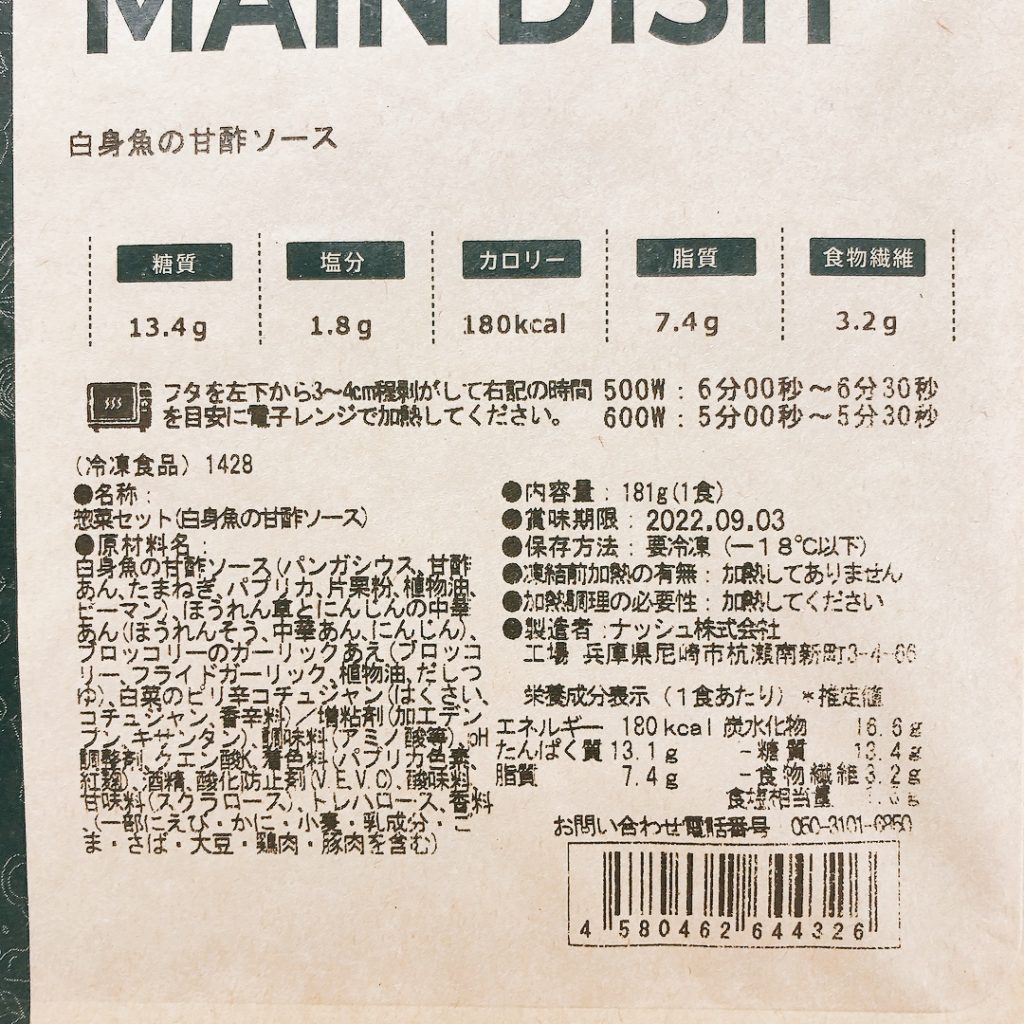 MAIN DISH
白身魚の甘酢ソース
糖質 塩分 カロリー 脂質 食物繊維
13.4g 1.8g 180kcal 7.4g 3.2g
フタを左下から3～4cm程剥がして右記の時間
を目安に電子レンジで加熱してください。
500W：6分00秒～6分30秒
600W：5分00秒～5分30秒
(冷凍食品) 1428
●名称：
惣菜セット(白身魚の甘酢ソース)
●原材料名：
白身魚の甘酢ソース(パンガシウス、甘酢
あん、たまねぎ、パプリカ、片栗粉、植物油、
ピーマン)、ほうれん草とにんじんの中華
あん(ほうれんそう、中華あん、にんじん)、
ブロッコリーのガーリックあえ(ブロッコ
リー、フライドガーリック、植物油、だしつ
ゆ)、白菜のピリ辛コチュジャン(はくさい、
コチュジャン、香辛料)／増粘剤(加工デン
プン、キサンタン)、調味料(アミノ酸等)、pH
調整剤、クエン酸K、着色料(パプリカ色素、
紅麹)、酒精、酸化防止剤(V.E,V.C)、酸味料、
甘味料(スクラロース)、トレハロース、香料
、(一部にえび・かに・小麦・乳成分・ご
ま・さば・大豆・鶏肉・豚肉を含む)
●内容量：181g(1食)
●賞味期限：2022.09.03
●保存方法：要冷凍 (－18℃以下)
●凍結前加熱の有無：加熱してありません
●加熱調理の必要性：加熱してください
●製造者：ナッシュ株式会社
工場 兵庫県尼崎市杭瀬南新町3-4-66
栄養成分表示 (1食あたり) ＊推定値
エネルギー 180kcal 炭水化物 16.6g
たんぱく質 13.1g －糖質 13.4g
脂質 7.4g －食物繊維 3.2g
食塩相当量
お問い合わせ電話番号 050-3101-6850
4 580462 644326